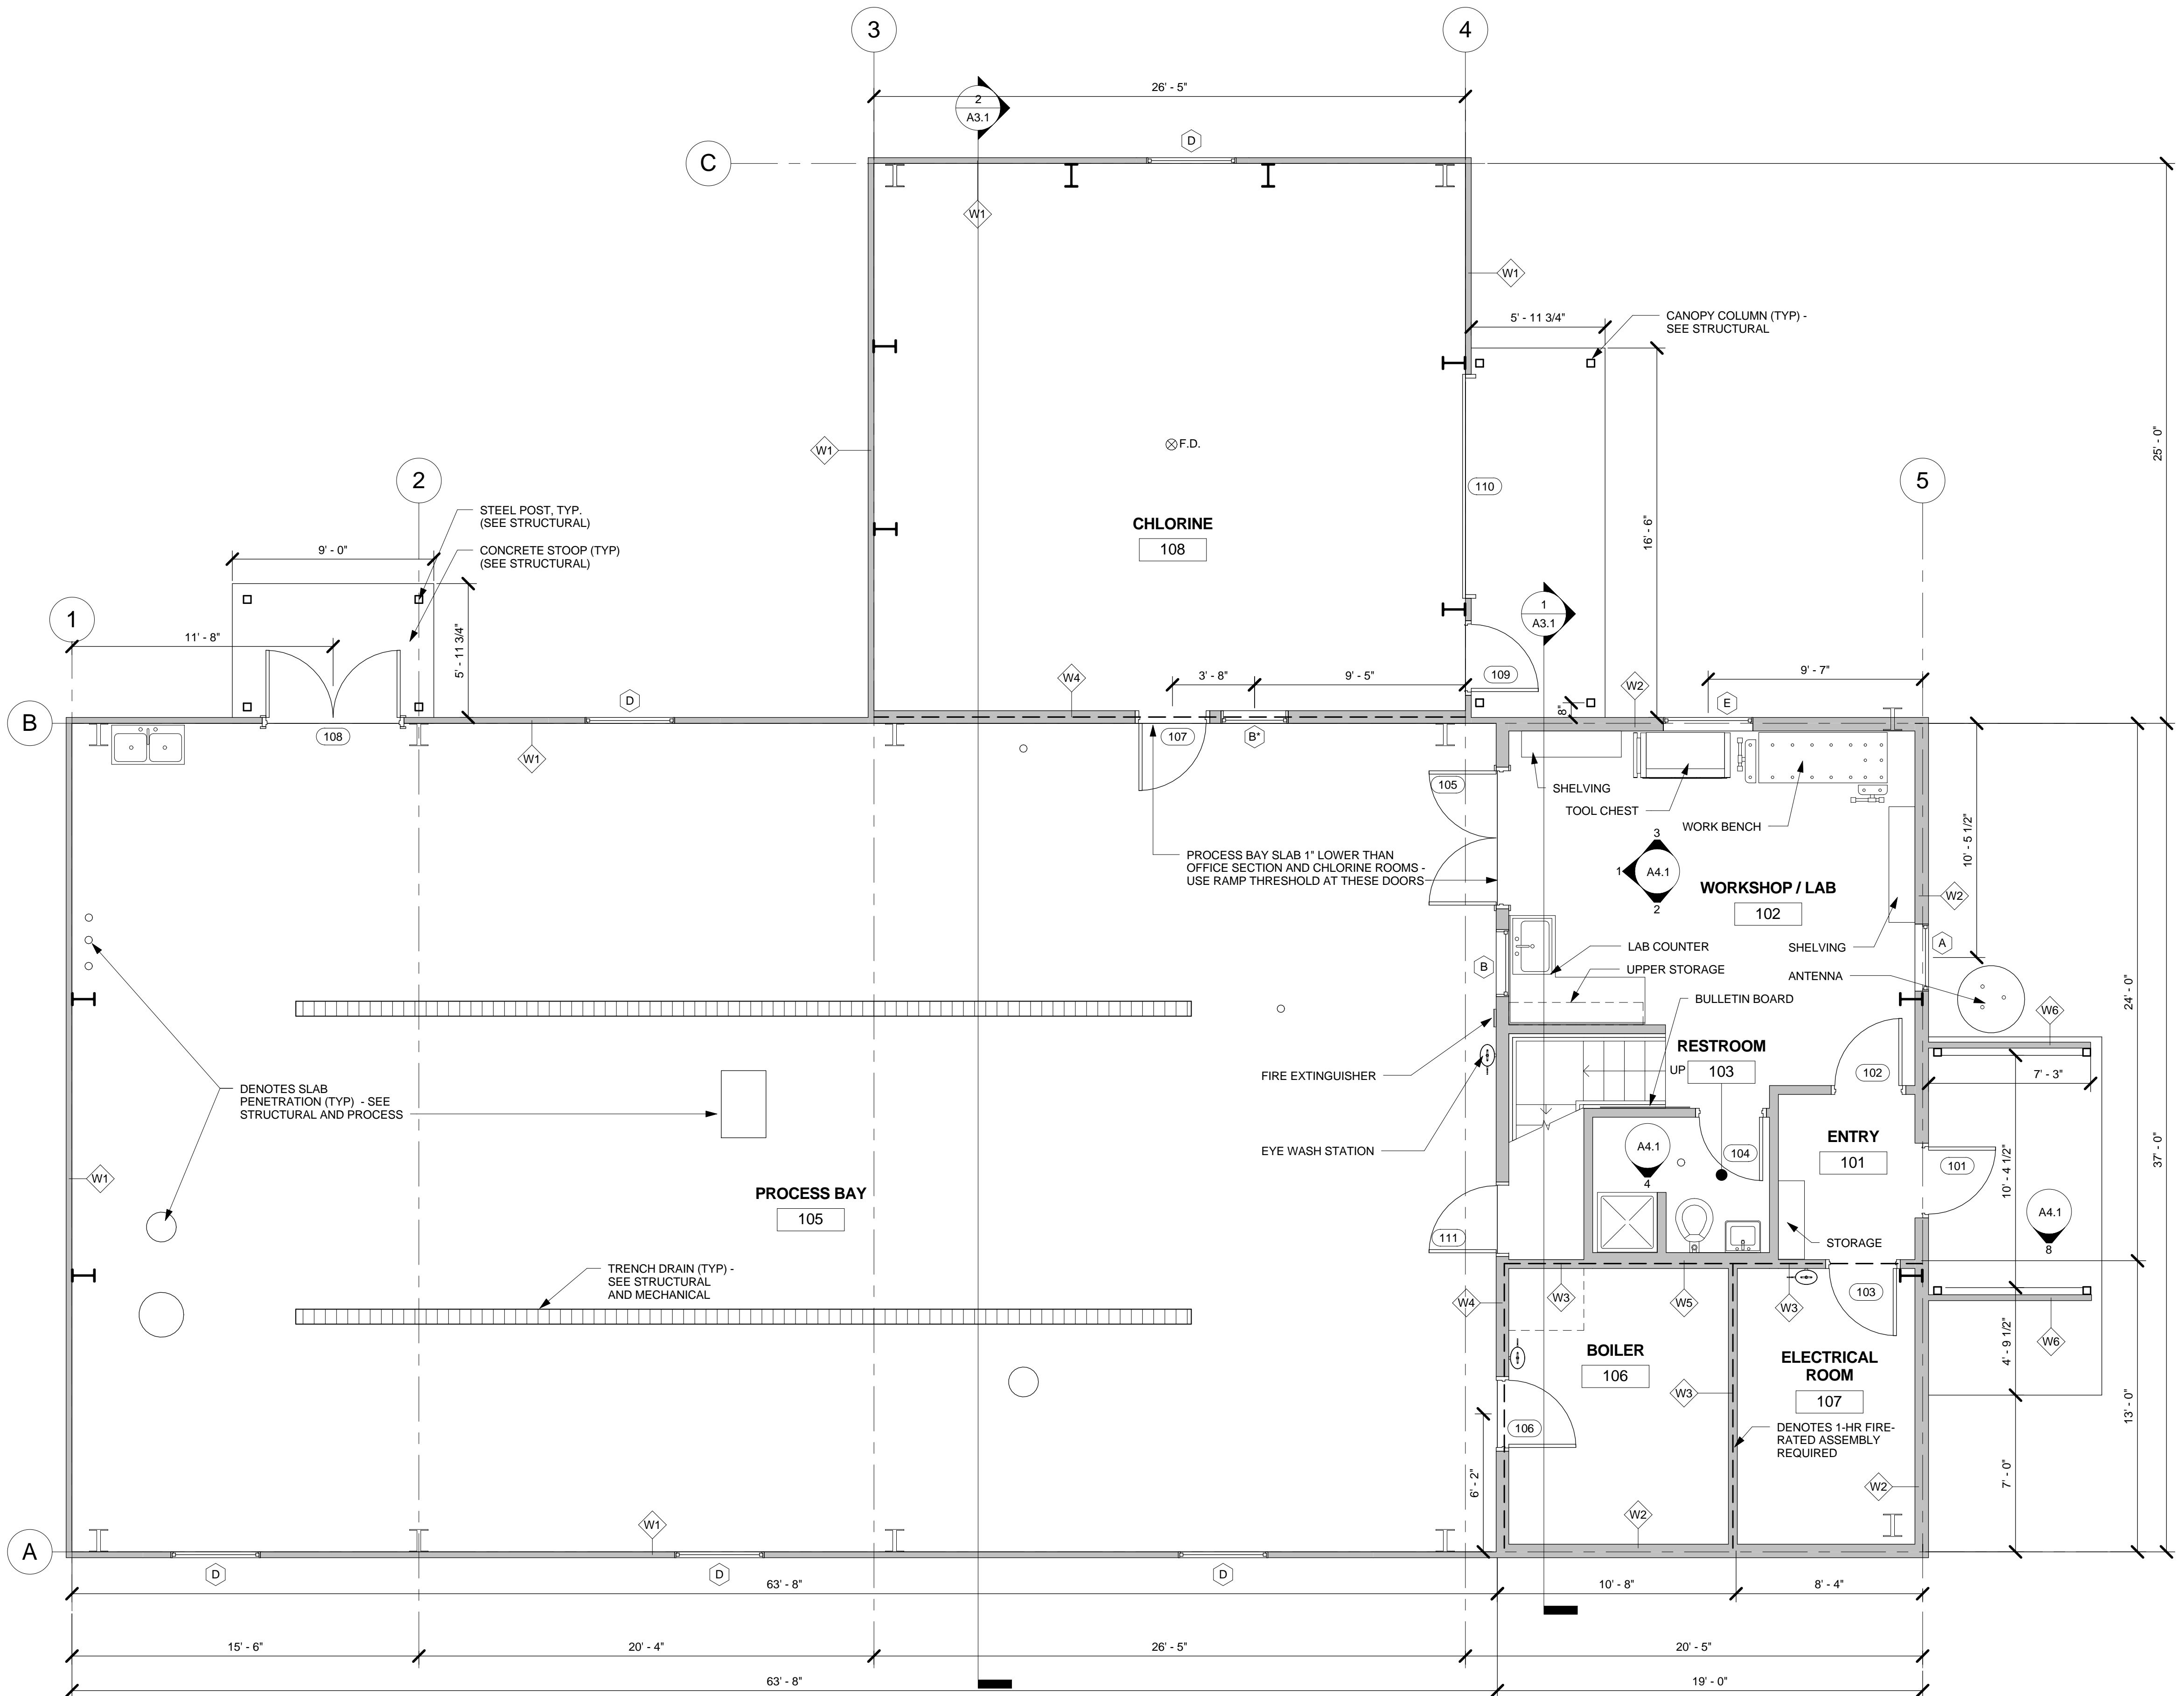 3
4
26' - 5"
2
A3.1
D
C
W1
W1
5' - 11 3/4"
CANOPY COLUMN (TYP) -
SEE STRUCTURAL
25' - 0"
W1
F.D.
2
5
110
STEEL POST, TYP.
(SEE STRUCTURAL)
CONCRETE STOOP (TYP)
(SEE STRUCTURAL)
9' - 0"
CHLORINE
108
16' - 6"
1
11' - 8"
5' - 11 3/4"
1
A3.1
W4
3' - 8"
9' - 5"
109
W2
8"
9' - 7"
E
D
B
108
W1
107
B*
105
SHELVING
TOOL CHEST
WORK BENCH
PROCESS BAY SLAB 1" LOWER THAN
OFFICE SECTION AND CHLORINE ROOMS -
USE RAMP THRESHOLD AT THESE DOORS
3
1
A4.1
2
WORKSHOP / LAB
102
10' - 5 1/2"
W2
LAB COUNTER
SHELVING
A
B
UPPER STORAGE
ANTENNA
BULLETIN BOARD
24' - 0"
W6
RESTROOM
103
UP
FIRE EXTINGUISHER
102
7' - 3"
DENOTES SLAB
PENETRATION (TYP) - SEE
STRUCTURAL AND PROCESS
EYE WASH STATION
A4.1
4
104
ENTRY
101
101
10' - 4 1/2"
37' - 0"
W1
PROCESS BAY
105
A4.1
8
111
STORAGE
TRENCH DRAIN (TYP) -
SEE STRUCTURAL
AND MECHANICAL
W4
W3
W5
W3
103
W6
4' - 9 1/2"
BOILER
106
ELECTRICAL
ROOM
107
W3
13' - 0"
106
DENOTES 1-HR FIRE-
RATED ASSEMBLY
REQUIRED
6' - 2"
7' - 0"
W2
W1
W2
A
D
D
D
63' - 8"
10' - 8"
8' - 4"
15' - 6"
20' - 4"
26' - 5"
20' - 5"
63' - 8"
19' - 0"